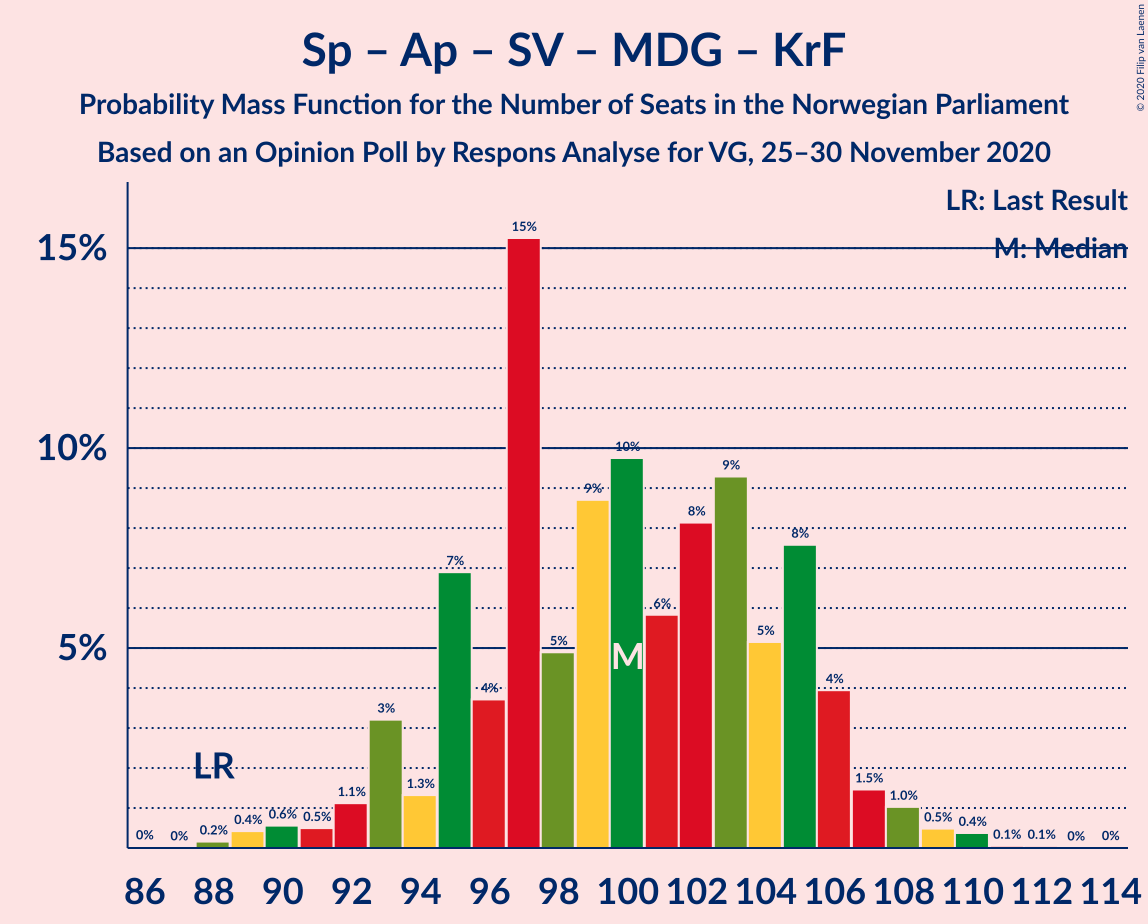 Sp – Ap – SV – MDG – KrF
Probability Mass Function for the Number of Seats in the Norwegian Parliament
Based on an Opinion Poll by Respons Analyse for VG, 25–30 November 2020
© 2020 Filip van Laenen
LR: Last Result
M: Median
15%
10%
5%
0% 0% 0.2% 0.4% 0.6% 0.5% 1.1% 3% 1.3% 7% 4% 15% 5% 9% 10% 6% 8% 9% 5% 8% 4% 1.5% 1.0% 0.5% 0.4% 0.1% 0.1% 0% 0%
LR
M
86 88 90 92 94 96 98 100 102 104 106 108 110 112 114